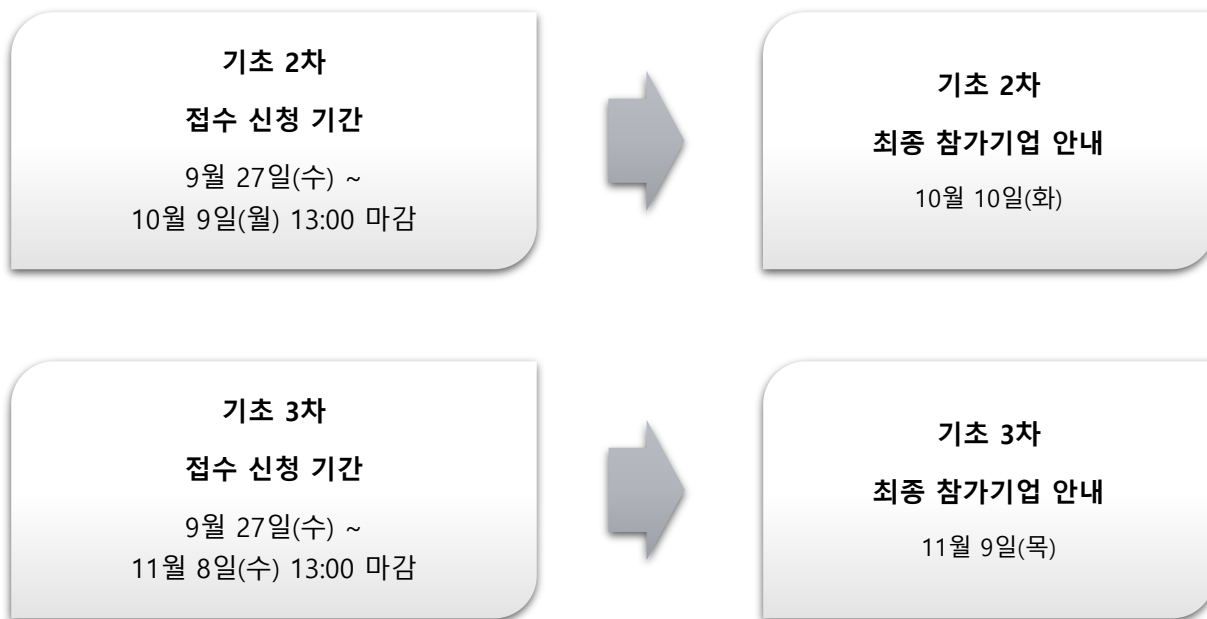 기초 2차
접수 신청 기간
9월 27일(수) ~
10월 9일(월) 13:00 마감
기초 2차
최종 참가기업 안내
10월 10일(화)
기초 3차
접수 신청 기간
9월 27일(수) ~
11월 8일(수) 13:00 마감
기초 3차
최종 참가기업 안내
11월 9일(목)